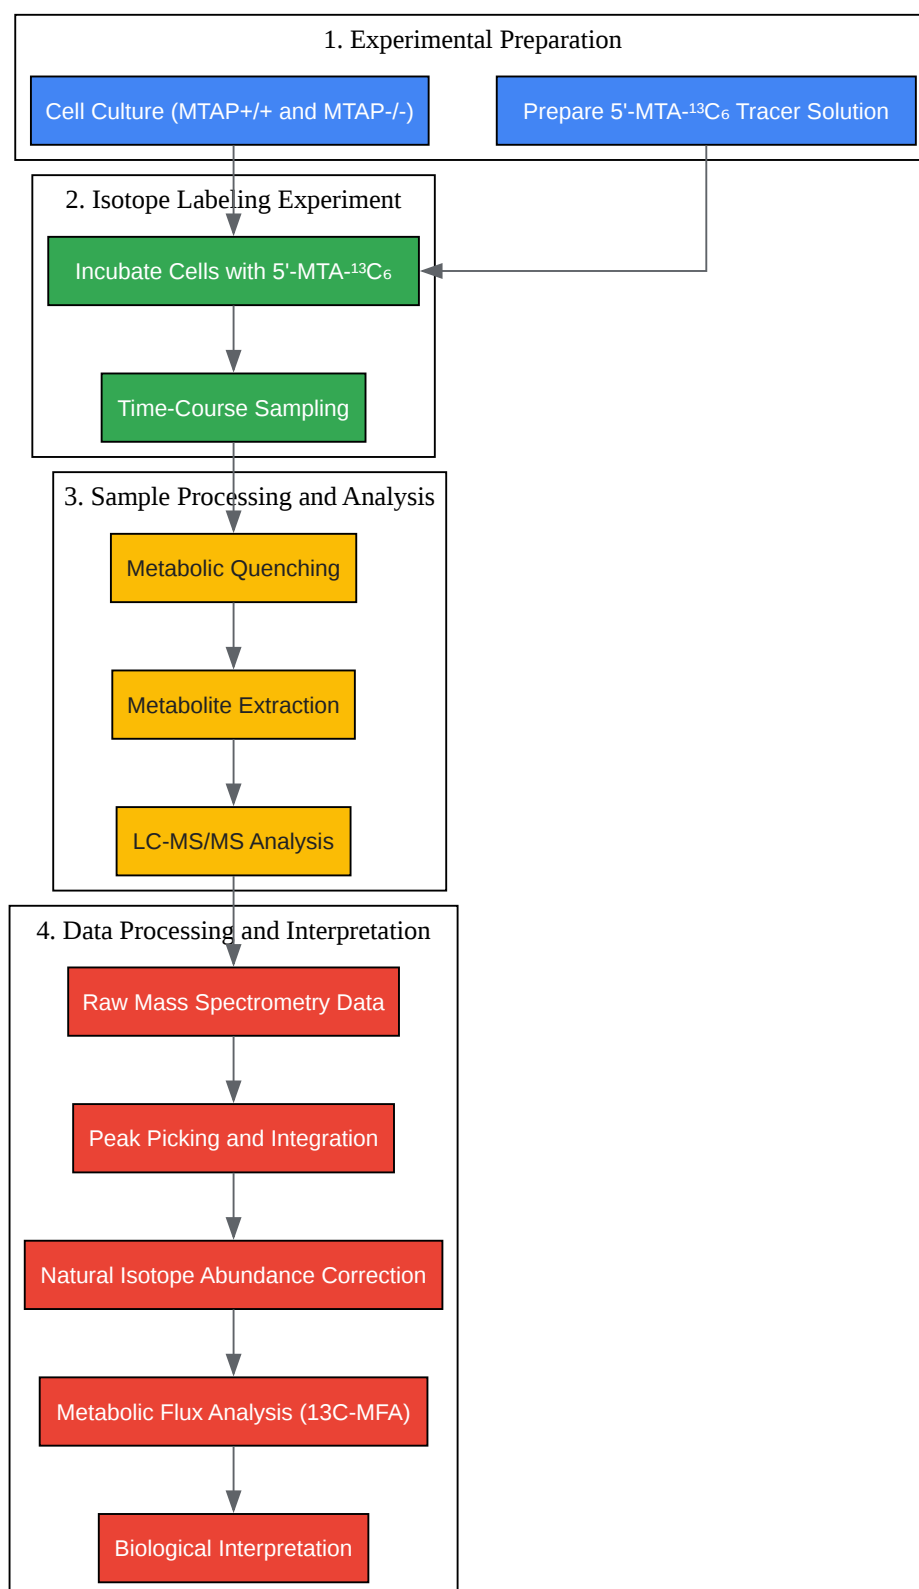 1. Experimental Preparation
Cell Culture (MTAP+/+ and MTAP-/-)
Prepare 5'-MTA-¹³C₆ Tracer Solution
2. Isotope Labeling Experiment
Incubate Cells with 5'-MTA-¹³C₆
Time-Course Sampling
3. Sample Processing and Analysis
Metabolic Quenching
Metabolite Extraction
LC-MS/MS Analysis
4. Data Processing and Interpretation
Raw Mass Spectrometry Data
Peak Picking and Integration
Natural Isotope Abundance Correction
Metabolic Flux Analysis (13C-MFA)
Biological Interpretation